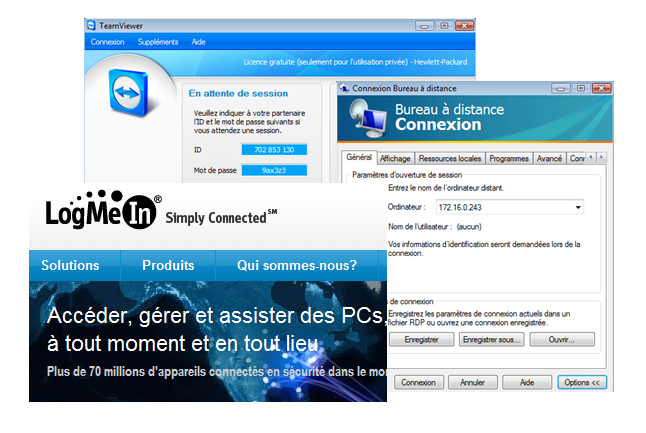 TeamViewer
Connexion Suppléments Aide
Licence gratuite (seulement pour l'utilisation privée) - Hewlett-Packard
En attente de session
Veuillez indiquer à votre partenaire
l'ID et le mot de passe suivants si
vous attendez une session.
ID 702 853 130
Mot de passe 9ax3z3
Connexion Bureau à distance
Bureau à distance
Connexion
Général Affichage Ressources locales Programmes Avancé
Paramètres d'ouverture de session
Entrez le nom de l'ordinateur distant.
Ordinateur : 172.16.0.243
Nom de l'utilisateur : (aucun)
Vos informations d'identification seront demandées lors de la
connexion.
de connexion
Enregistrez les paramètres de connexion actuels dans un
fichier RDP ou ouvrez une connexion enregistrée.
Enregistrer Enregistrer sous... Ouvrir...
Connexion Annuler Aide Options <<
LogMeIn® Simply Connected℠
Solutions Produits Qui sommes-nous?
Accéder, gérer et assister des PCs
à tout moment et en tout lieu
Plus de 70 millions d'appareils connectés en sécurité dans le